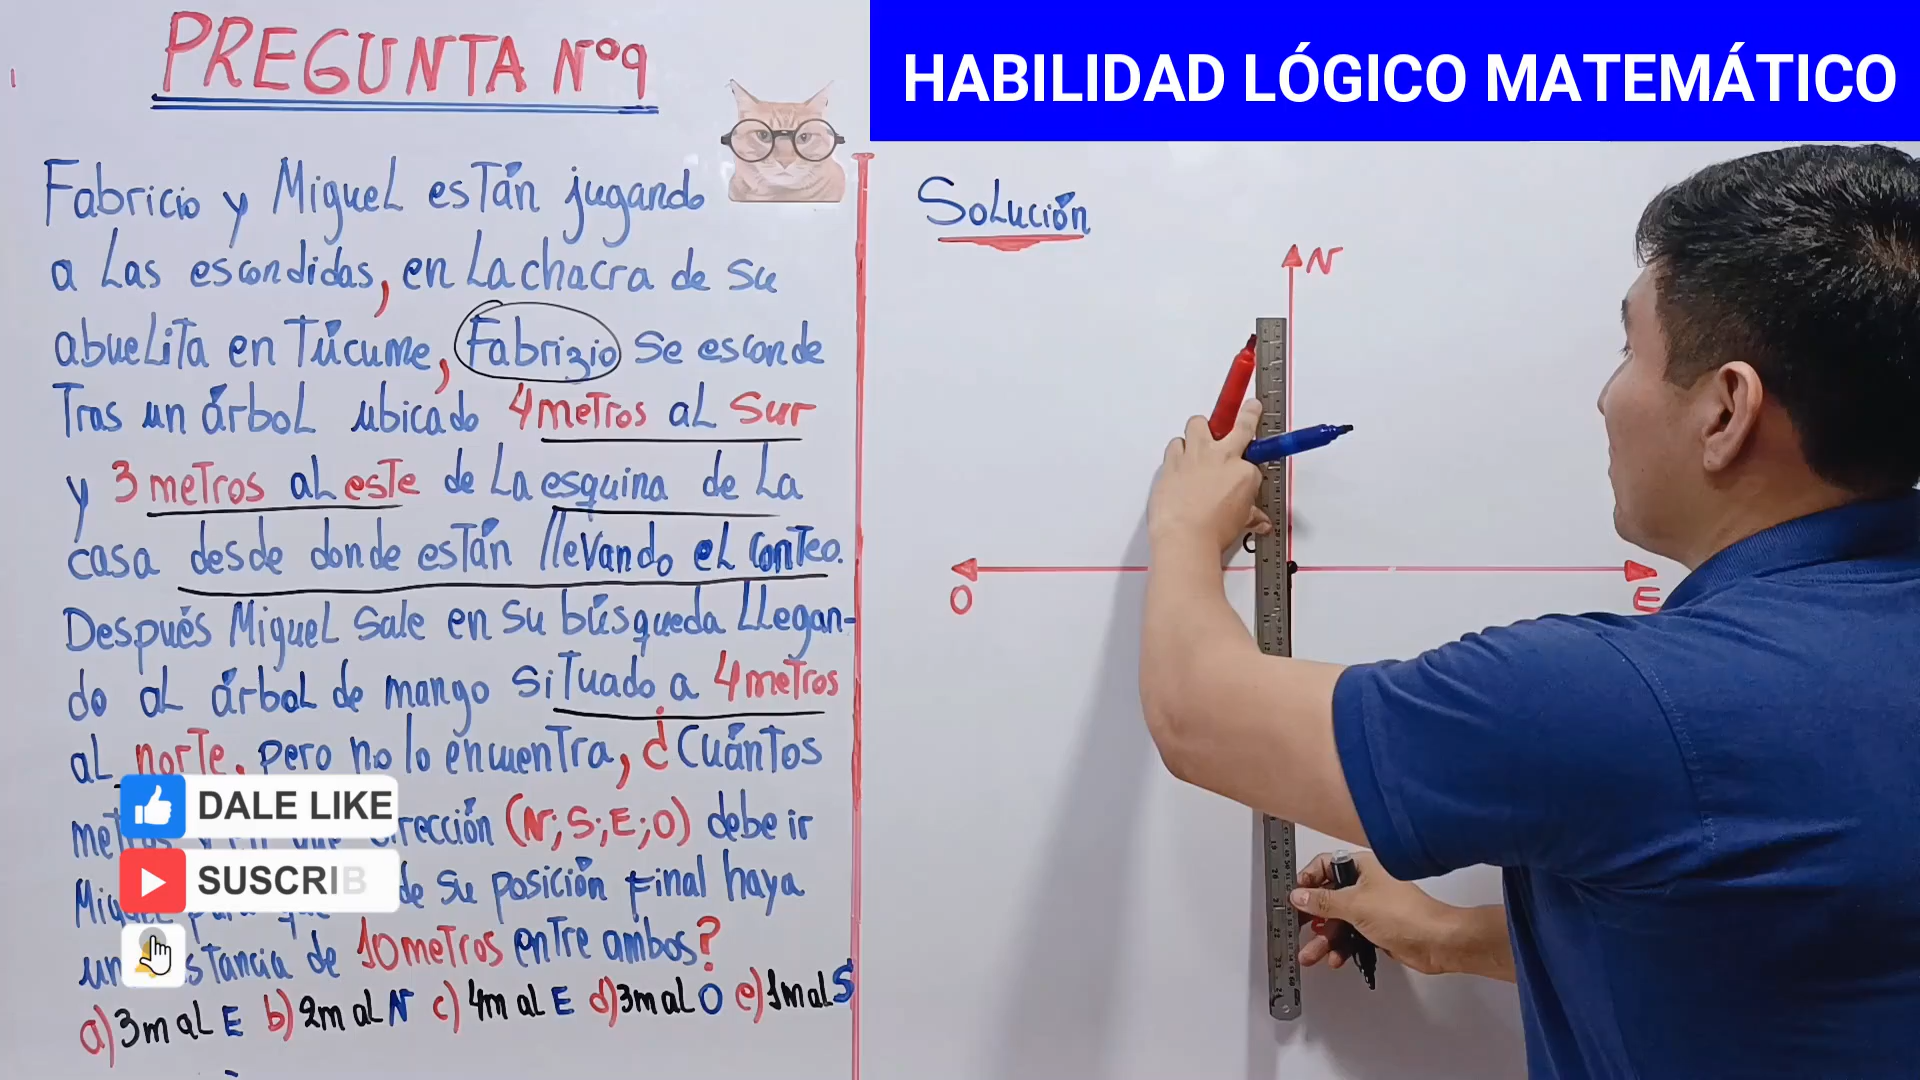 PREGUNTA Nº9
HABILIDAD LÓGICO MATEMÁTICO
Fabricio y Miguel están jugando
a las escondidas, en la chacra de su
abuelita en Túcume, Fabrizio se esconde
Tras un árbol ubicado 4 metros al sur
y 3 metros al este de la esquina de la
casa desde donde están llevando el conteo.
Después Miguel sale en su búsqueda llegan-
do al árbol de mango situado a 4 metros
al norte, pero no lo encuentra, ¿Cuántos
(N; S; E; O) debe ir
de su posición final haya
de 10 metros entre ambos?
a) 3m al E b) 2m al N c) 4m al E d) 3m al O e) 1m al S
DALE LIKE
SUSCRIB
Solución
N
O
E